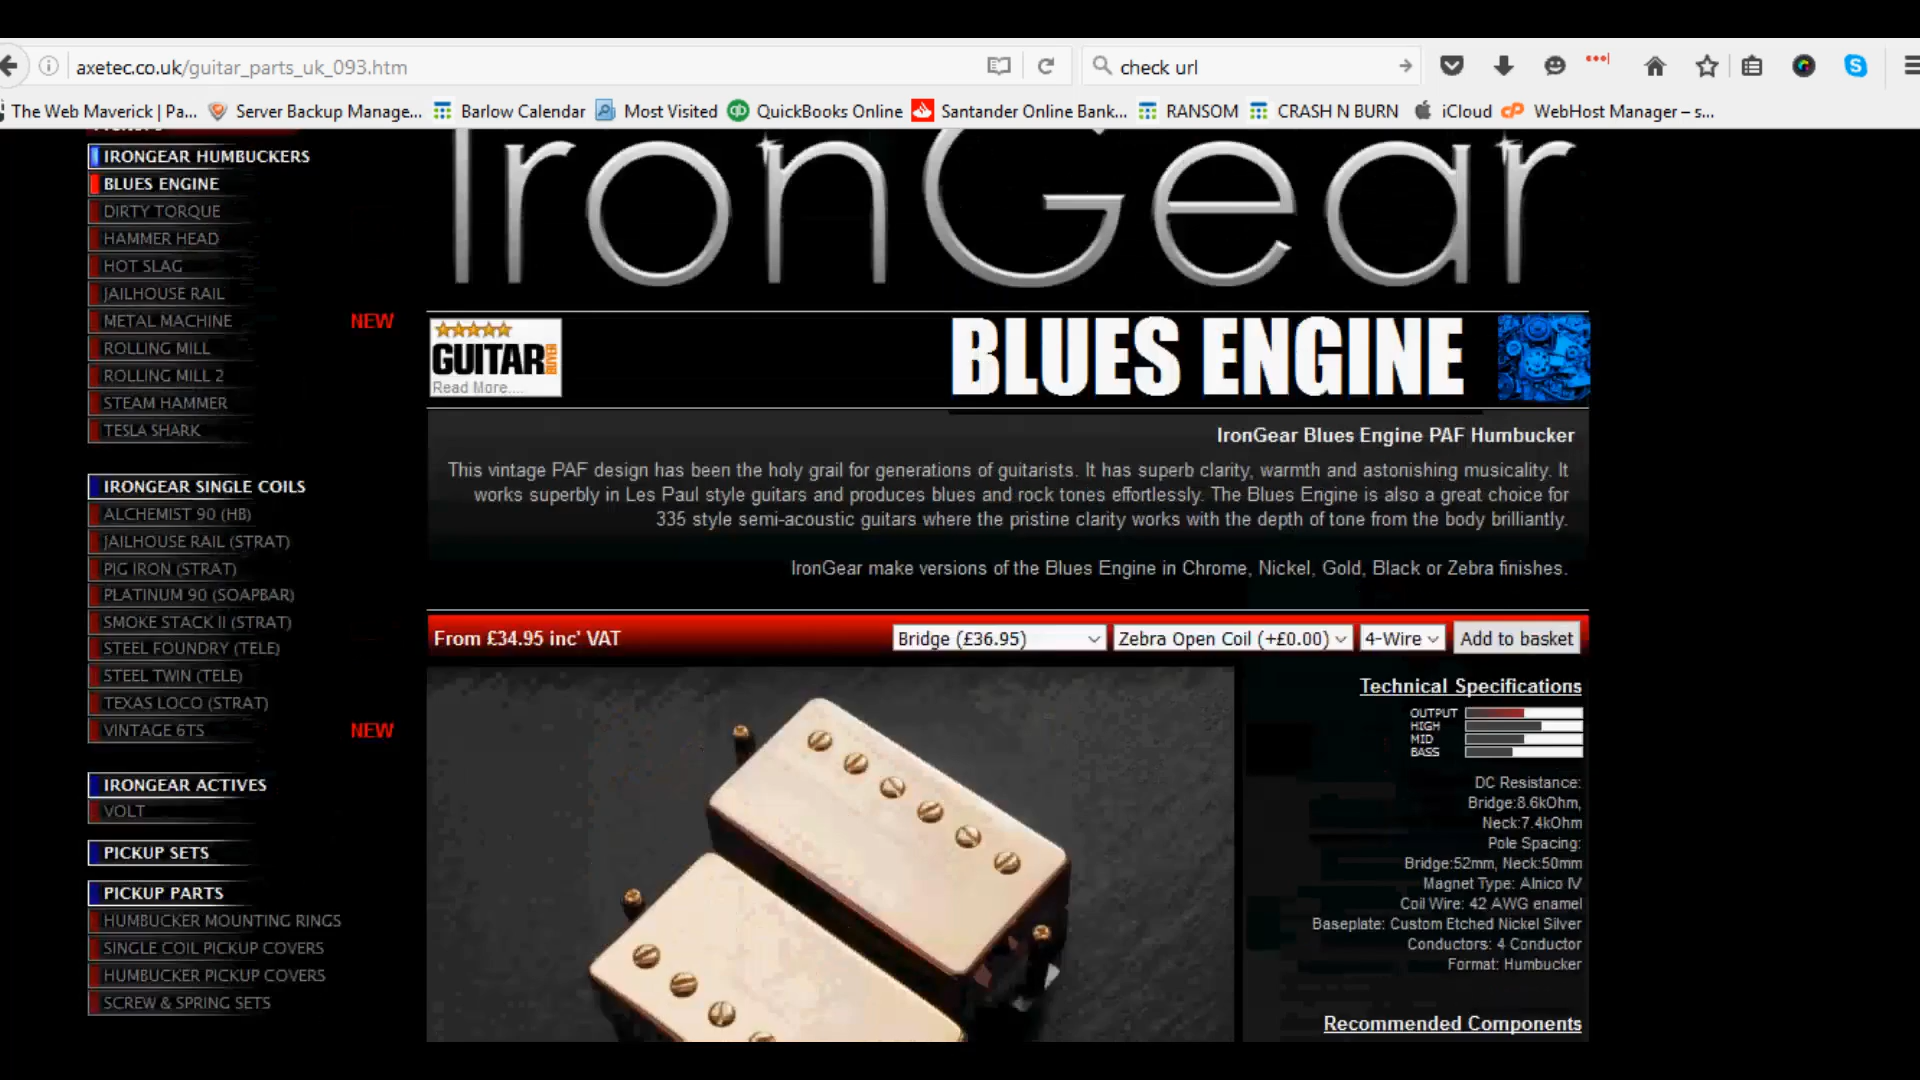 axetec.co.uk/guitar_parts_uk_093.htm
check url
The Web Maverick | Pa...
Server Backup Manage...
Barlow Calendar
Most Visited
QuickBooks Online
Santander Online Bank...
RANSOM
CRASH N BURN
iCloud
WebHost Manager – s...
IRONGEAR HUMBUCKERS
BLUES ENGINE
DIRTY TORQUE
HAMMER HEAD
HOT SLAG
JAILHOUSE RAIL
METAL MACHINE NEW
ROLLING MILL
ROLLING MILL 2
STEAM HAMMER
TESLA SHARK
IRONGEAR SINGLE COILS
ALCHEMIST 90 (HB)
JAILHOUSE RAIL (STRAT)
PIG IRON (STRAT)
PLATINUM 90 (SOAPBAR)
SMOKE STACK II (STRAT)
STEEL FOUNDRY (TELE)
STEEL TWIN (TELE)
TEXAS LOCO (STRAT)
VINTAGE 6TS NEW
IRONGEAR ACTIVES
VOLT
PICKUP SETS
PICKUP PARTS
HUMBUCKER MOUNTING RINGS
SINGLE COIL PICKUP COVERS
HUMBUCKER PICKUP COVERS
SCREW & SPRING SETS
IronGear
GUITAR
Read More....
BLUES ENGINE
IronGear Blues Engine PAF Humbucker
This vintage PAF design has been the holy grail for generations of guitarists. It has superb clarity, warmth and astonishing musicality. It
works superbly in Les Paul style guitars and produces blues and rock tones effortlessly. The Blues Engine is also a great choice for
335 style semi-acoustic guitars where the pristine clarity works with the depth of tone from the body brilliantly.
IronGear make versions of the Blues Engine in Chrome, Nickel, Gold, Black or Zebra finishes.
From £34.95 inc' VAT
Bridge (£36.95)
Zebra Open Coil (+£0.00)
4-Wire
Add to basket
Technical Specifications
OUTPUT
HIGH
MID
BASS
DC Resistance:
Bridge:8.6kOhm,
Neck:7.4kOhm
Pole Spacing:
Bridge:52mm, Neck:50mm
Magnet Type: Alnico IV
Coil Wire: 42 AWG enamel
Baseplate: Custom Etched Nickel Silver
Conductors: 4 Conductor
Format: Humbucker
Recommended Components